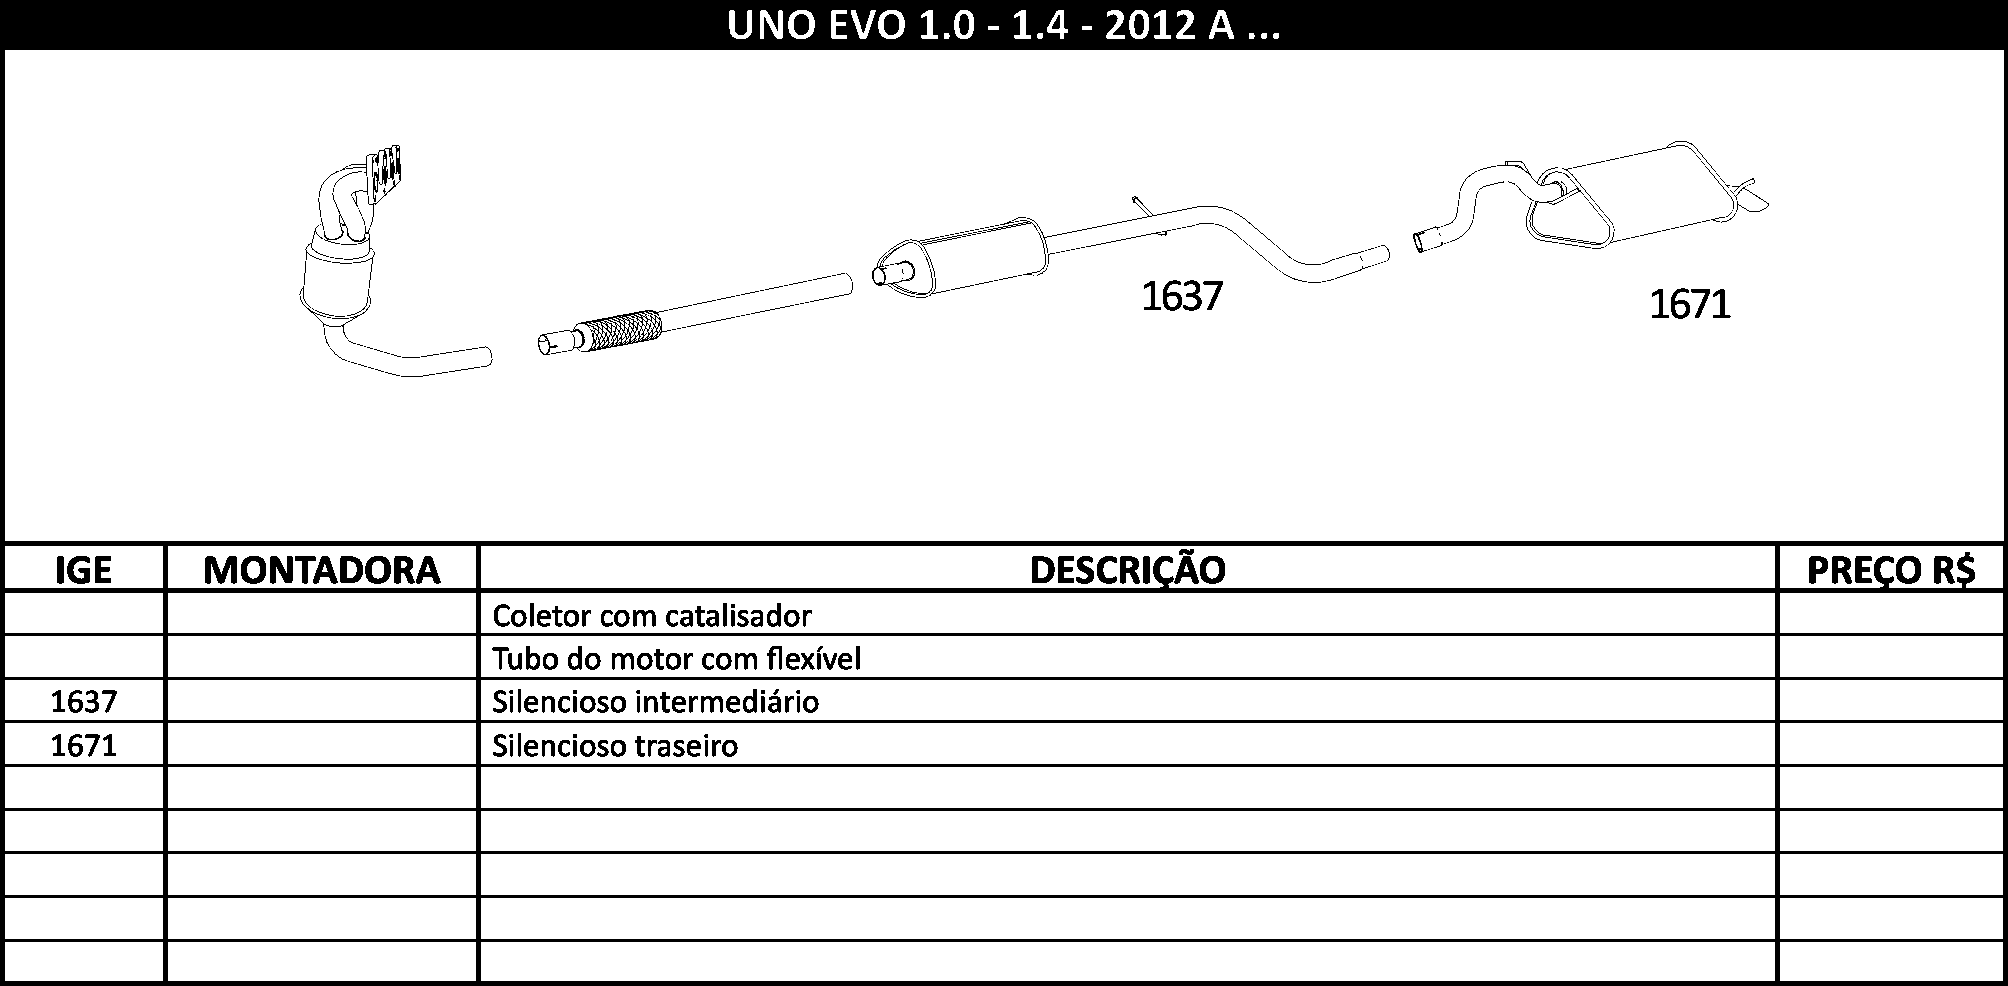 UNO EVO 1.0 - 1.4 - 2012 A ...
1637
1671
IGE MONTADORA DESCRIÇÃO PREÇO R$
Coletor com catalisador
Tubo do motor com flexível
1637 Silencioso intermediário
1671 Silencioso traseiro